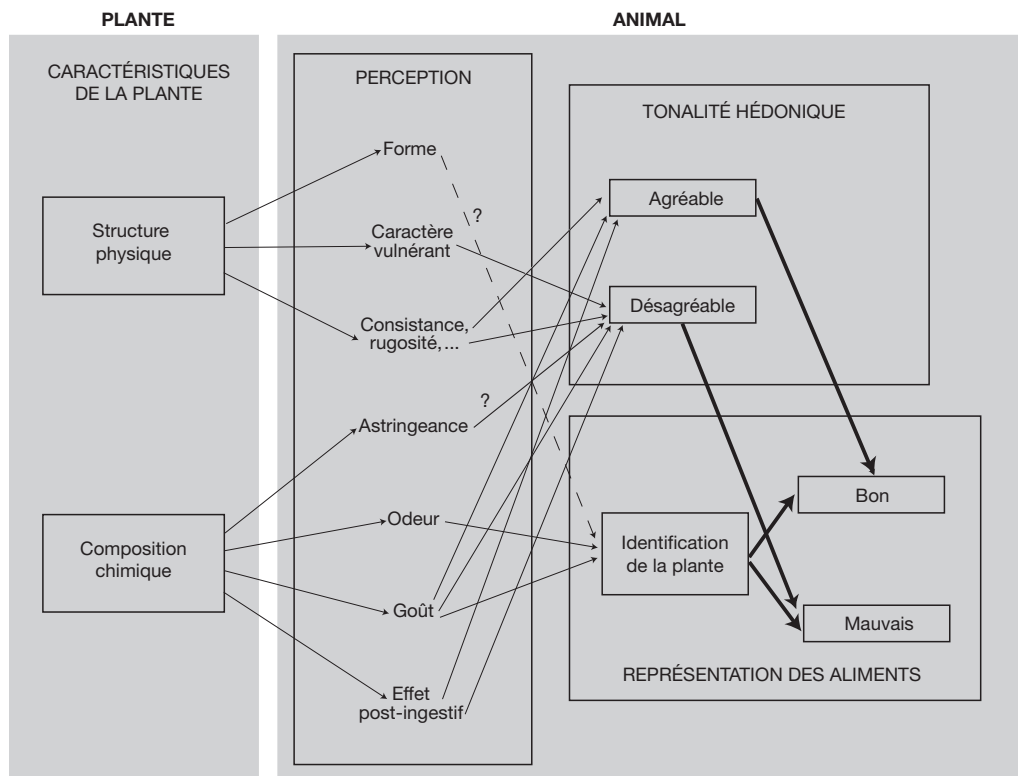 PLANTE
ANIMAL
CARACTÉRISTIQUES
DE LA PLANTE
PERCEPTION
TONALITÉ HÉDONIQUE
Forme
Structure
physique
?
Agréable
Caractère
vulnérant
Désagréable
Consistance,
rugosité,...
?
Astringeance
Bon
Odeur
Composition
chimique
Identification
de la plante
Goût
Mauvais
REPRÉSENTATION DES ALIMENTS
Effet
post-ingestif